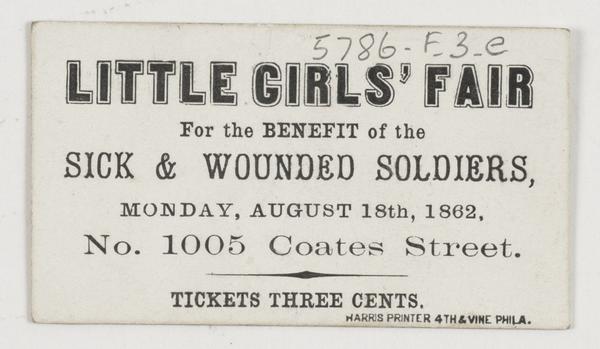 5786-F-3-e
LITTLE GIRLS' FAIR
For the BENEFIT of the
SICK & WOUNDED SOLDIERS,
MONDAY, AUGUST 18th, 1862,
No. 1005 Coates Street.
TICKETS THREE CENTS.
HARRIS PRINTER 4TH & VINE PHILA.